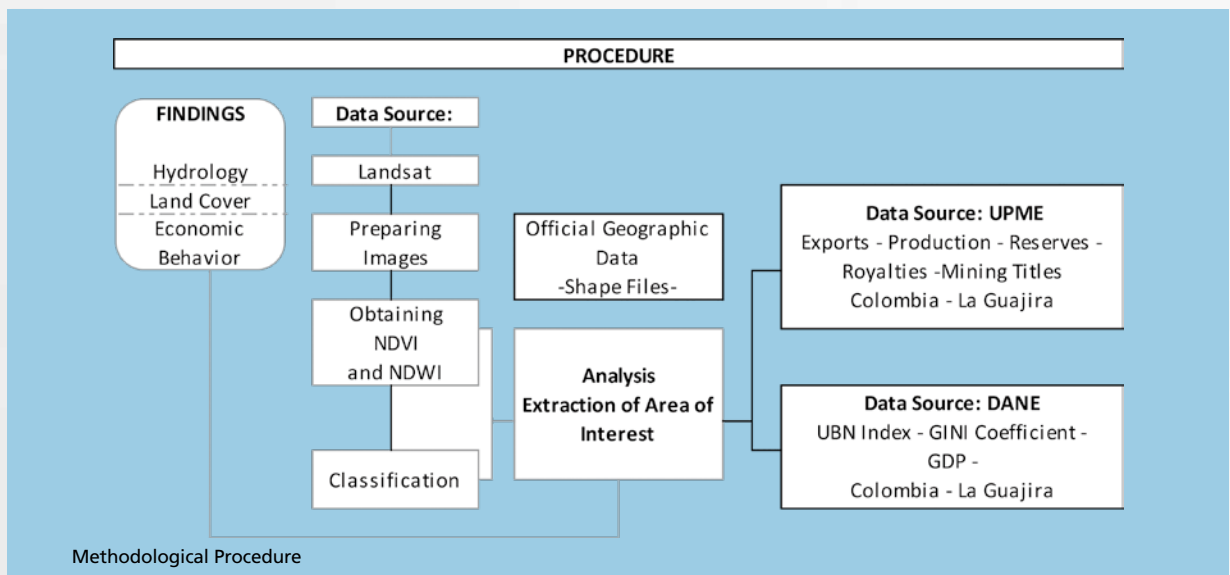 PROCEDURE
FINDINGS
Hydrology
Land Cover
Economic
Behavior
Data Source:
Landsat
Preparing
Images
Obtaining
NDVI
and NDWI
Classification
Official Geographic
Data
-Shape Files-
Analysis
Extraction of Area of
Interest
Data Source: UPME
Exports - Production - Reserves -
Royalties -Mining Titles
Colombia - La Guajira
Data Source: DANE
UBN Index - GINI Coefficient -
GDP -
Colombia - La Guajira
Methodological Procedure